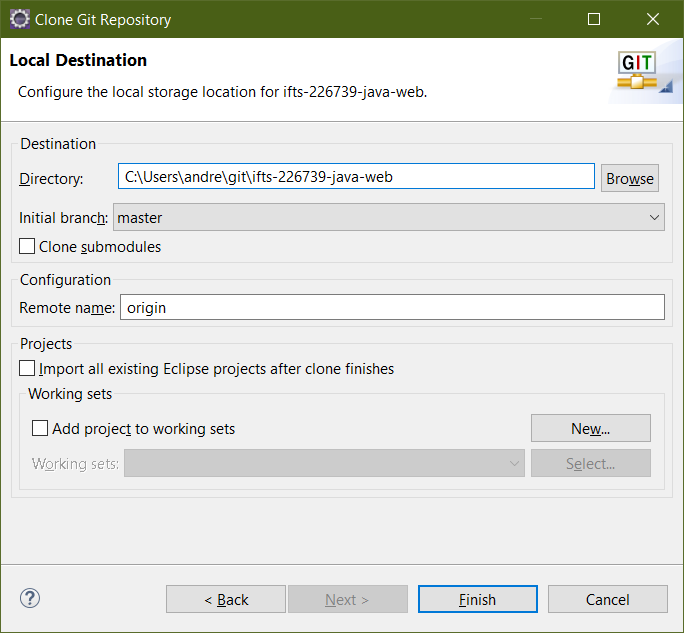 Clone Git Repository
Local Destination
Configure the local storage location for ifts-226739-java-web.
GIT
Destination
Directory: C:\Users\andre\git\ifts-226739-java-web Browse
Initial branch: master
Clone submodules
Configuration
Remote name: origin
Projects
Import all existing Eclipse projects after clone finishes
Working sets
Add project to working sets New...
Working sets: Select...
? < Back Next > Finish Cancel